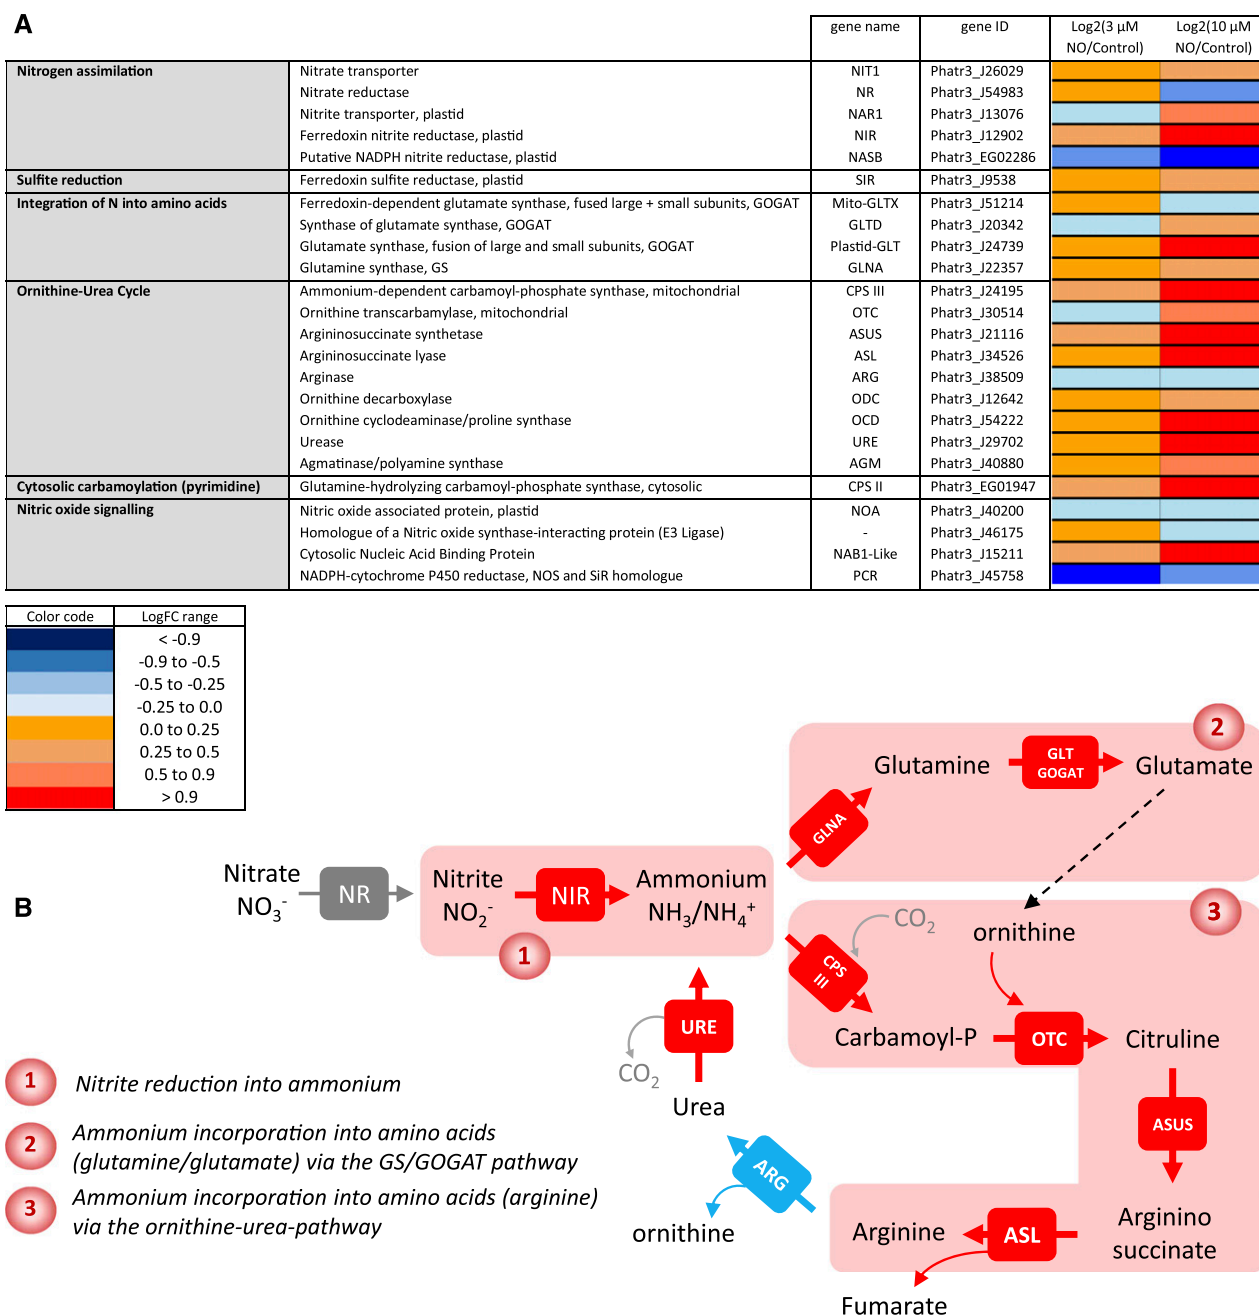 A
gene name gene ID Log2(3 µM NO/Control) Log2(10 µM NO/Control)
Nitrogen assimilation Nitrate transporter NIT1 Phatr3_J26029
Nitrate reductase NR Phatr3_J54983
Nitrite transporter, plastid NAR1 Phatr3_J13076
Ferredoxin nitrite reductase, plastid NIR Phatr3_J12902
Putative NADPH nitrite reductase, plastid NASB Phatr3_EG02286
Sulfite reduction Ferredoxin sulfite reductase, plastid SIR Phatr3_J9538
Integration of N into amino acids Ferredoxin-dependent glutamate synthase, fused large + small subunits, GOGAT Mito-GLTX Phatr3_J51214
Synthase of glutamate synthase, GOGAT GLTD Phatr3_J20342
Glutamate synthase, fusion of large and small subunits, GOGAT Plastid-GLT Phatr3_J24739
Glutamine synthase, GS GLNA Phatr3_J22357
Ornithine-Urea Cycle Ammonium-dependent carbamoyl-phosphate synthase, mitochondrial CPS III Phatr3_J24195
Ornithine transcarbamylase, mitochondrial OTC Phatr3_J30514
Argininosuccinate synthetase ASUS Phatr3_J21116
Argininosuccinate lyase ASL Phatr3_J34526
Arginase ARG Phatr3_J38509
Ornithine decarboxylase ODC Phatr3_J12642
Ornithine cyclodeaminase/proline synthase OCD Phatr3_J54222
Urease URE Phatr3_J29702
Agmatinase/polyamine synthase AGM Phatr3_J40880
Cytosolic carbamoylation (pyrimidine) Glutamine-hydrolyzing carbamoyl-phosphate synthase, cytosolic CPS II Phatr3_EG01947
Nitric oxide signalling Nitric oxide associated protein, plastid NOA Phatr3_J40200
Homologue of a Nitric oxide synthase-interacting protein (E3 Ligase) - Phatr3_J46175
Cytosolic Nucleic Acid Binding Protein NAB1-Like Phatr3_J15211
NADPH-cytochrome P450 reductase, NOS and SiR homologue PCR Phatr3_J45758
Color code LogFC range
< -0.9
-0.9 to -0.5
-0.5 to -0.25
-0.25 to 0.0
0.0 to 0.25
0.25 to 0.5
0.5 to 0.9
> 0.9
B
2
Glutamine GLT GOGAT Glutamate
GLNA
Nitrate NO3- NR Nitrite NO2- NIR Ammonium NH3/NH4+
1
3
CO2
ornithine
CPS III
Carbamoyl-P OTC Citruline
URE
CO2
Urea
ASUS
ARG
ornithine
Arginine ASL Arginino succinate
Fumarate
1 Nitrite reduction into ammonium
2 Ammonium incorporation into amino acids
(glutamine/glutamate) via the GS/GOGAT pathway
3 Ammonium incorporation into amino acids (arginine)
via the ornithine-urea-pathway